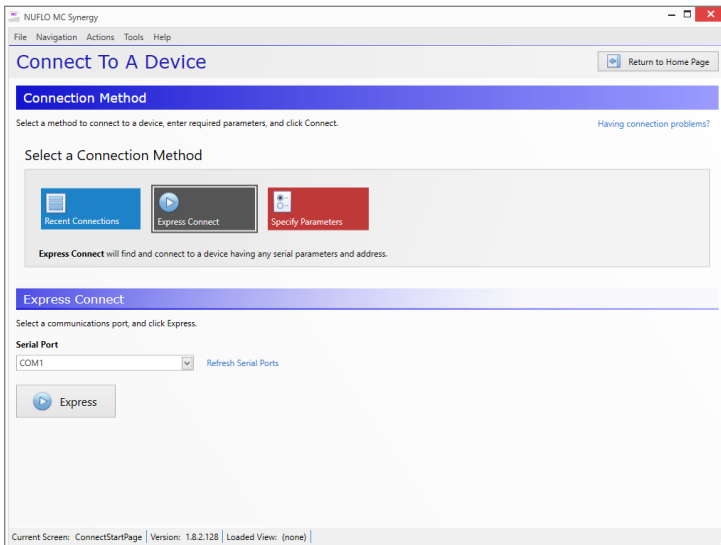 NUFLO MC Synergy
File Navigation Actions Tools Help
Connect To A Device
Return to Home Page
Connection Method
Select a method to connect to a device, enter required parameters, and click Connect.
Having connection problems?
Select a Connection Method
Recent Connections
Express Connect
Specify Parameters
Express Connect will find and connect to a device having any serial parameters and address.
Express Connect
Select a communications port, and click Express.
Serial Port
COM1
Refresh Serial Ports
Express
Current Screen: ConnectStartPage Version: 1.8.2.128 Loaded View: (none)